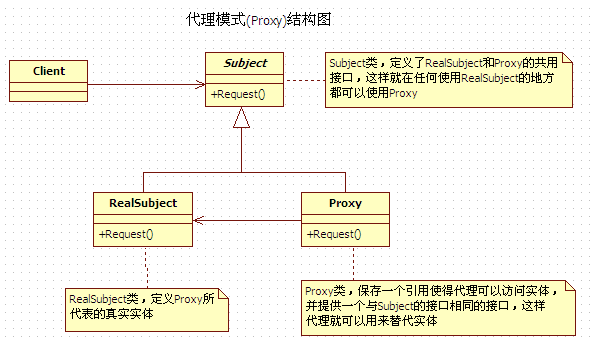 代理模式(Proxy)结构图
Client
Subject
+Request()
Subject类，定义了RealSubject和Proxy的共用
接口，这样就在任何使用RealSubject的地方
都可以使用Proxy
RealSubject
+Request()
Proxy
+Request()
RealSubject类，定义Proxy所
代表的真实实体
Proxy类，保存一个引用使得代理可以访问实体，
并提供一个与Subject的接口相同的接口，这样
代理就可以用来替代实体